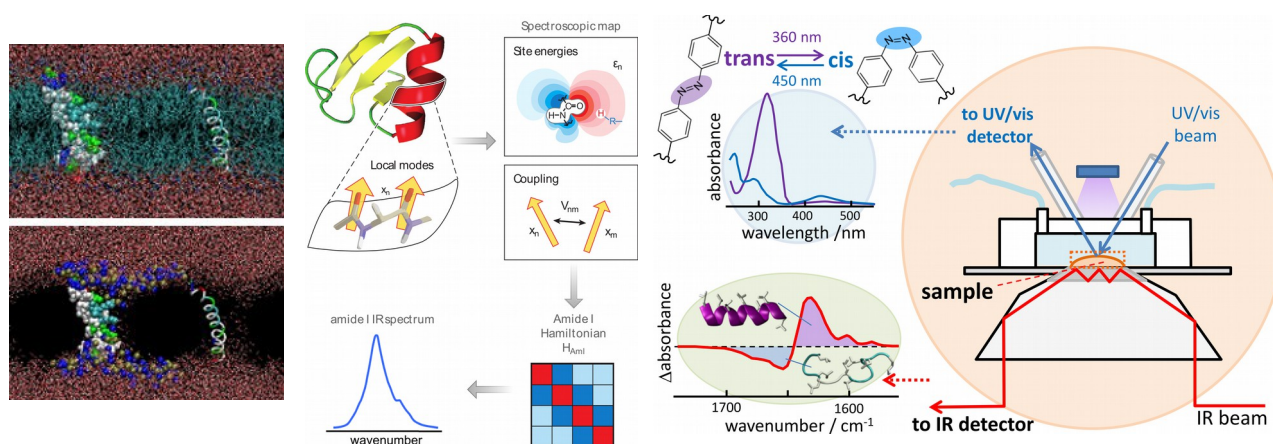 Spectroscopic map
Site energies
εn
H–N
C=O
H
R–
Local modes
xn
Coupling
Vnm
xn
xm
amide I IR spectrum
wavenumber
Amide I
Hamiltonian
HAmI
trans
360 nm
cis
450 nm
N=N
N=N
absorbance
300 400 500
wavelength /nm
to UV/vis
detector
UV/vis
beam
sample
Δabsorbance
1700 1600
wavenumber / cm-1
to IR detector
IR beam